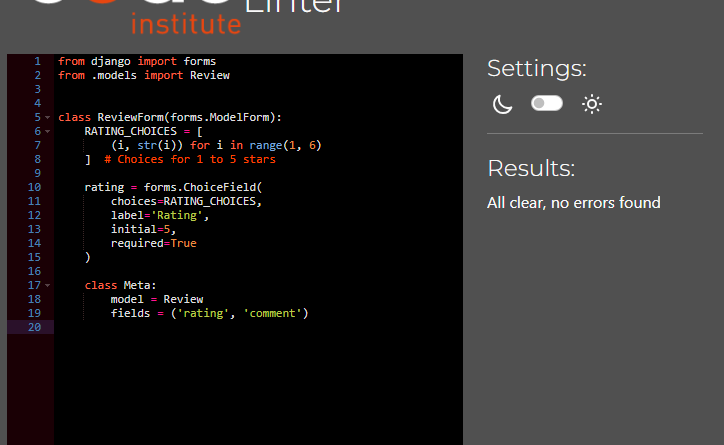 Linter
institute
1 from django import forms
2 from .models import Review
3
4
5 class ReviewForm(forms.ModelForm):
6     RATING_CHOICES = [
7         (i, str(i)) for i in range(1, 6)
8     ]  # Choices for 1 to 5 stars
9
10     rating = forms.ChoiceField(
11         choices=RATING_CHOICES,
12         label='Rating',
13         initial=5,
14         required=True
15     )
16
17     class Meta:
18         model = Review
19         fields = ('rating', 'comment')
20
Settings:
Results:
All clear, no errors found